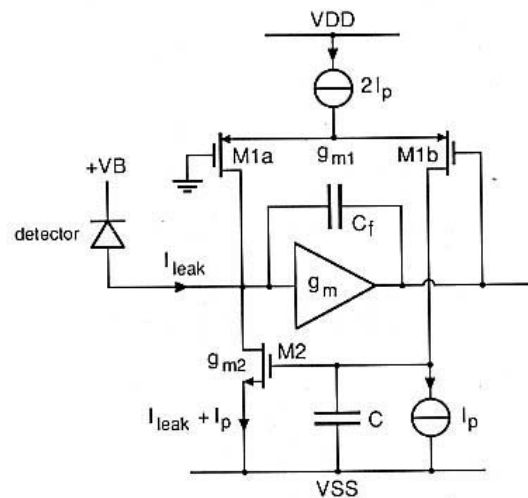 VDD
2I_p
M1a
g_m1
M1b
+VB
detector
C_f
I_leak
g_m
g_m2
M2
I_leak + I_p
C
I_p
VSS